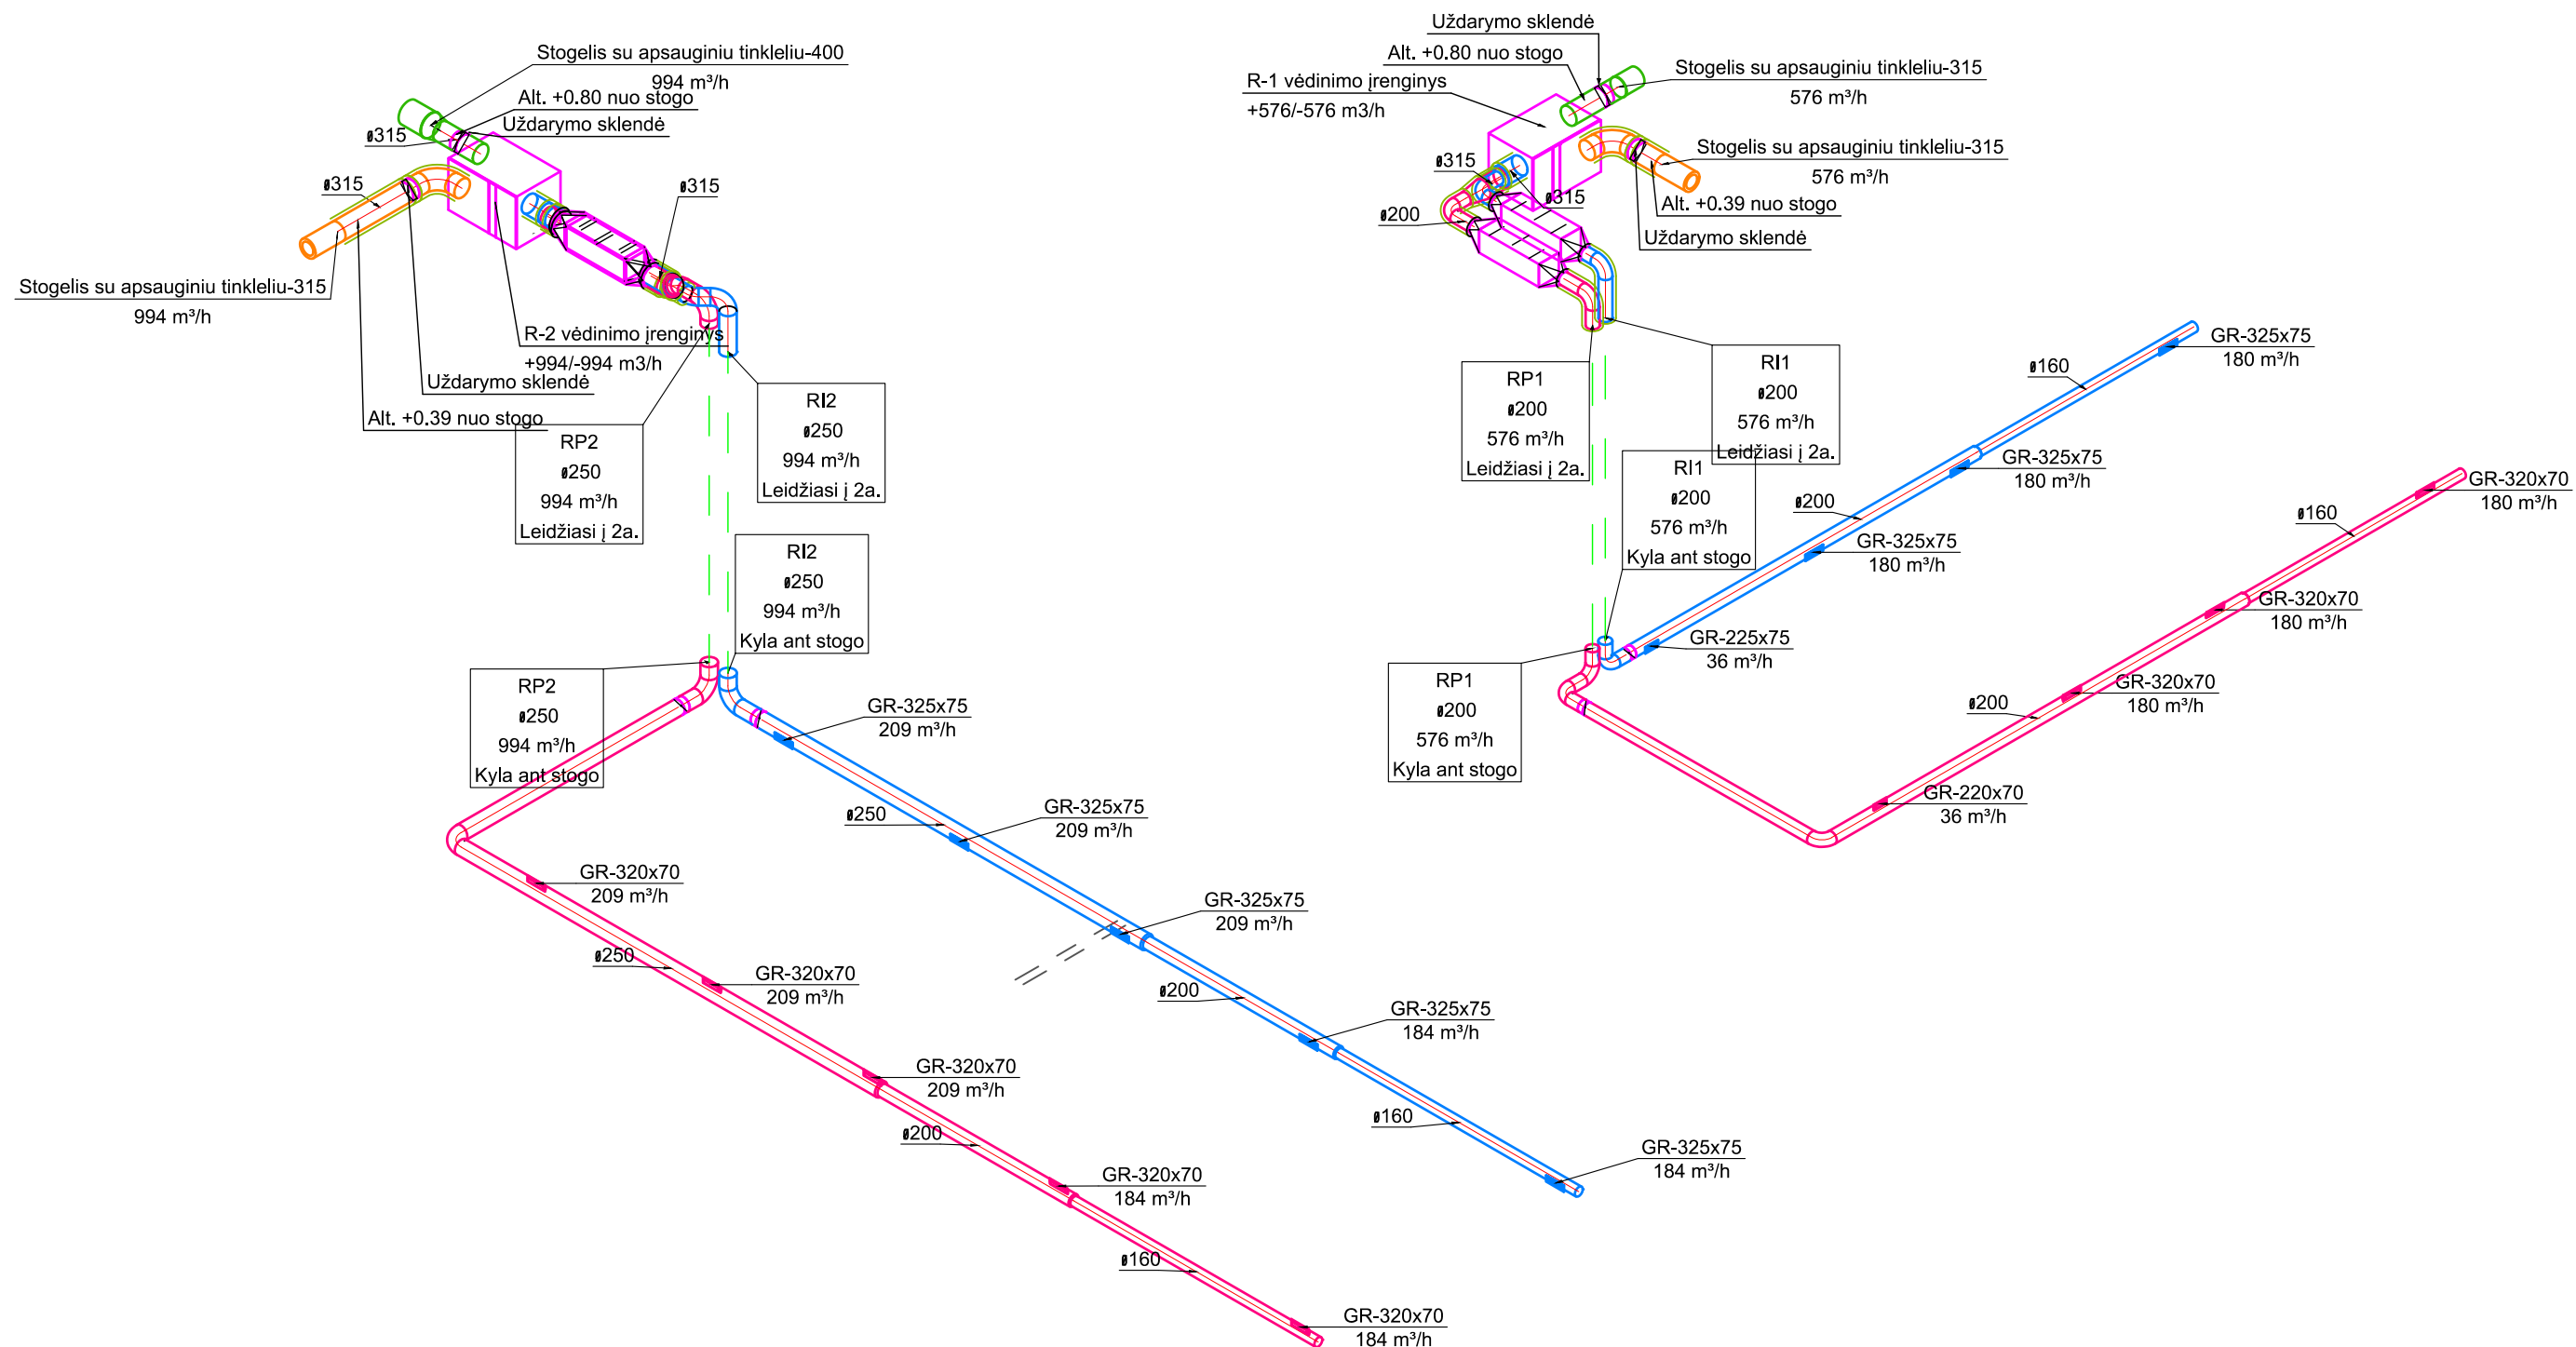 Stogelis su apsauginiu tinkleliu-400
994 m³/h
Alt. +0.80 nuo stogo
Uždarymo sklendė
ø315
ø315
ø315
Stogelis su apsauginiu tinkleliu-315
994 m³/h
R-2 vėdinimo įrenginys
+994/-994 m3/h
Uždarymo sklendė
Alt. +0.39 nuo stogo
RP2
ø250
994 m³/h
Leidžiasi į 2a.
RI2
ø250
994 m³/h
Leidžiasi į 2a.
RI2
ø250
994 m³/h
Kyla ant stogo
RP2
ø250
994 m³/h
Kyla ant stogo
GR-325x75
209 m³/h
ø250
GR-325x75
209 m³/h
GR-325x75
209 m³/h
ø200
GR-325x75
184 m³/h
ø160
GR-325x75
184 m³/h
GR-320x70
209 m³/h
ø250
GR-320x70
209 m³/h
GR-320x70
209 m³/h
ø200
GR-320x70
184 m³/h
ø160
GR-320x70
184 m³/h
Uždarymo sklendė
Alt. +0.80 nuo stogo
R-1 vėdinimo įrenginys
+576/-576 m3/h
Stogelis su apsauginiu tinkleliu-315
576 m³/h
Stogelis su apsauginiu tinkleliu-315
576 m³/h
ø315
ø315
ø200
Alt. +0.39 nuo stogo
Uždarymo sklendė
RP1
ø200
576 m³/h
Leidžiasi į 2a.
RI1
ø200
576 m³/h
Leidžiasi į 2a.
RI1
ø200
576 m³/h
Kyla ant stogo
RP1
ø200
576 m³/h
Kyla ant stogo
GR-325x75
180 m³/h
ø160
GR-325x75
180 m³/h
ø200
GR-325x75
180 m³/h
GR-225x75
36 m³/h
GR-320x70
180 m³/h
ø160
GR-320x70
180 m³/h
GR-320x70
180 m³/h
ø200
GR-220x70
36 m³/h